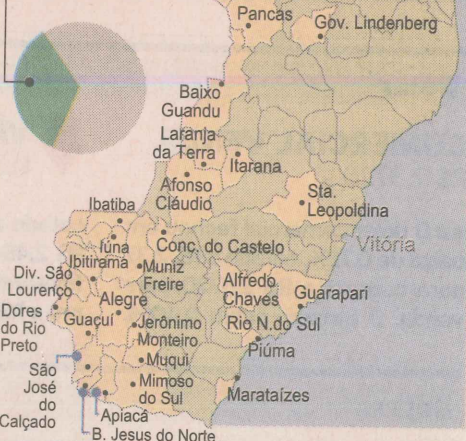 Pancas
Gov. Lindenberg
Baixo
Guandu
Laranja
da Terra
Itarana
Afonso
Cláudio
Sta.
Leopoldina
Ibatiba
Vitória
Iúna
Conc. do Castelo
Ibitirama
Muniz
Freire
Div. São
Lourenço
Alfredo
Chaves
Guarapari
Alegre
Dores
do Rio
Preto
Guaçuí
Jerônimo
Monteiro
Rio N.do Sul
Piúma
Muqui
São
José
do
Calçado
Mimoso
do Sul
Marataízes
Apiacá
B. Jesus do Norte